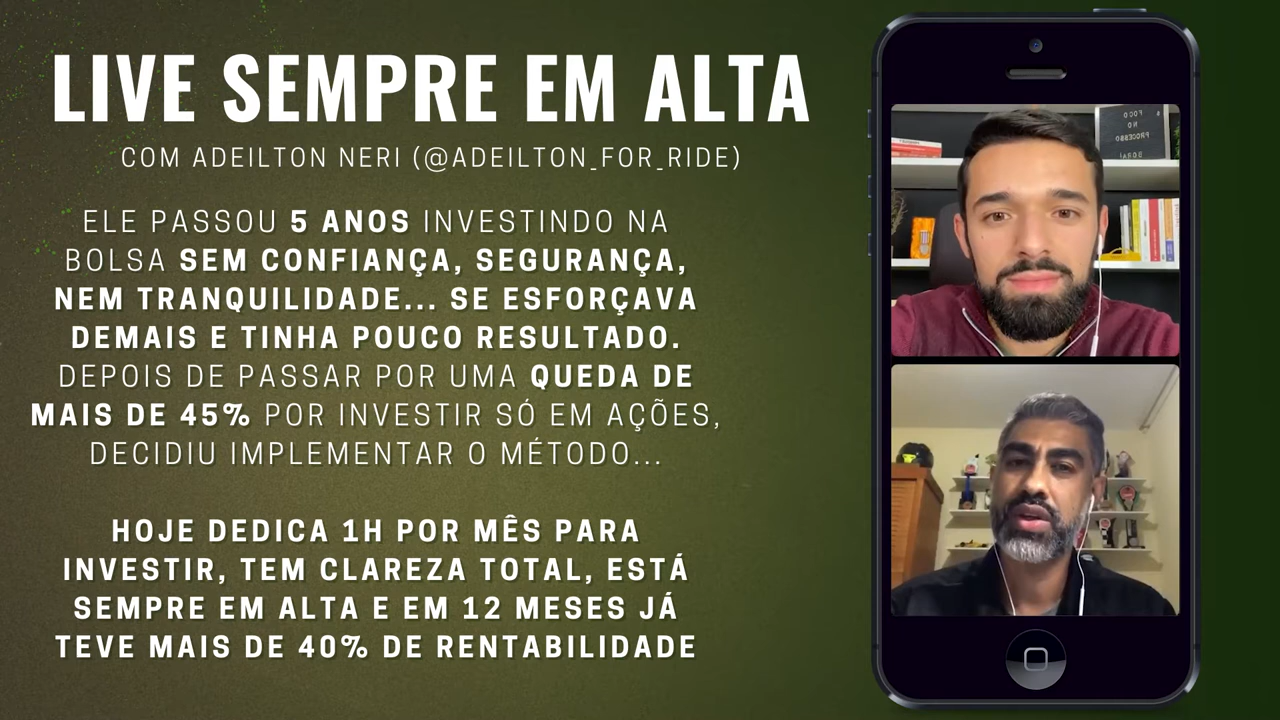 LIVE SEMPRE EM ALTA
COM ADEILTON NERI (@ADEILTON_FOR_RIDE)
ELE PASSOU 5 ANOS INVESTINDO NA
BOLSA SEM CONFIANÇA, SEGURANÇA,
NEM TRANQUILIDADE... SE ESFORÇAVA
DEMAIS E TINHA POUCO RESULTADO.
DEPOIS DE PASSAR POR UMA QUEDA DE
MAIS DE 45% POR INVESTIR SÓ EM AÇÕES,
DECIDIU IMPLEMENTAR O MÉTODO...
HOJE DEDICA 1H POR MÊS PARA
INVESTIR, TEM CLAREZA TOTAL, ESTÁ
SEMPRE EM ALTA E EM 12 MESES JÁ
TEVE MAIS DE 40% DE RENTABILIDADE
FOCO
NO
PROCESSO